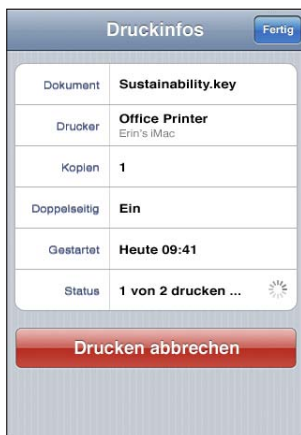 Druckinfos
Fertig
Dokument Sustainability.key
Drucker Office Printer
Erin's iMac
Kopien 1
Doppelseitig Ein
Gestartet Heute 09:41
Status 1 von 2 drucken ...
Drucken abbrechen